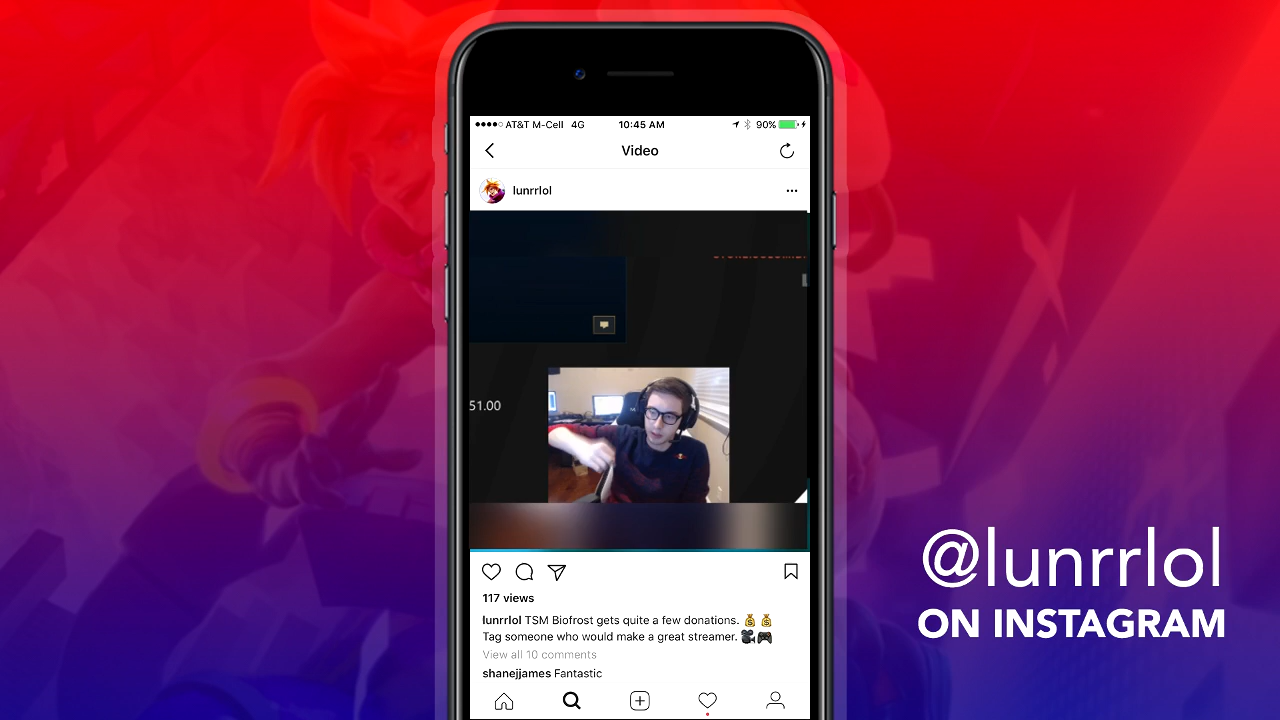 AT&T M-Cell 4G 10:45 AM 90%
Video
lunrrlol
51.00
117 views
lunrrlol TSM Biofrost gets quite a few donations. 💰 💰
Tag someone who would make a great streamer. 🎥🎮
View all 10 comments
shanejjames Fantastic
@lunrrlol
ON INSTAGRAM